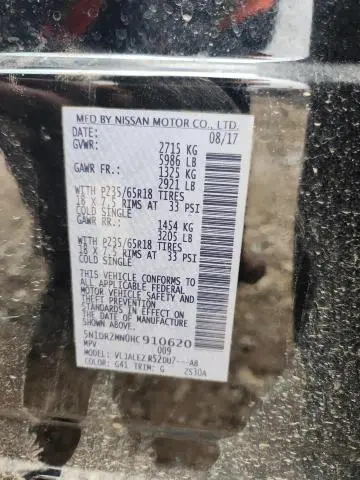 MFD BY NISSAN MOTOR CO., LTD.
DATE: 08/17
GVWR: 2715 KG
5986 LB
GAWR FR: 1325 KG
2921 LB
WITH P235/65R18 TIRES
18 X 7.5 RIMS AT 33 PSI
COLD SINGLE
GAWR RR: 1454 KG
3205 LB
WITH P235/65R18 TIRES
18 X 7.5 RIMS AT 33 PSI
COLD SINGLE
THIS VEHICLE CONFORMS TO
ALL APPLICABLE FEDERAL
MOTOR VEHICLE SAFETY
STANDARDS IN EFFECT
ON THE DATE OF
MANUFACTURE SHOWN ABOVE.
5N1DR2MN0HC910620
MPV 009
MODEL: VLJALEZ R52DU7---AB
COLOR: G41 TRIM: G 2S30A